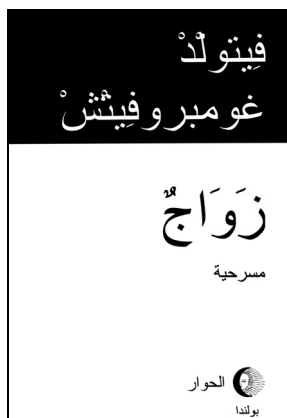 فِيتولْدْ
غومبروفِيتْشْ
زَوَاجٌ
مسرحية
الحوار
بولندا